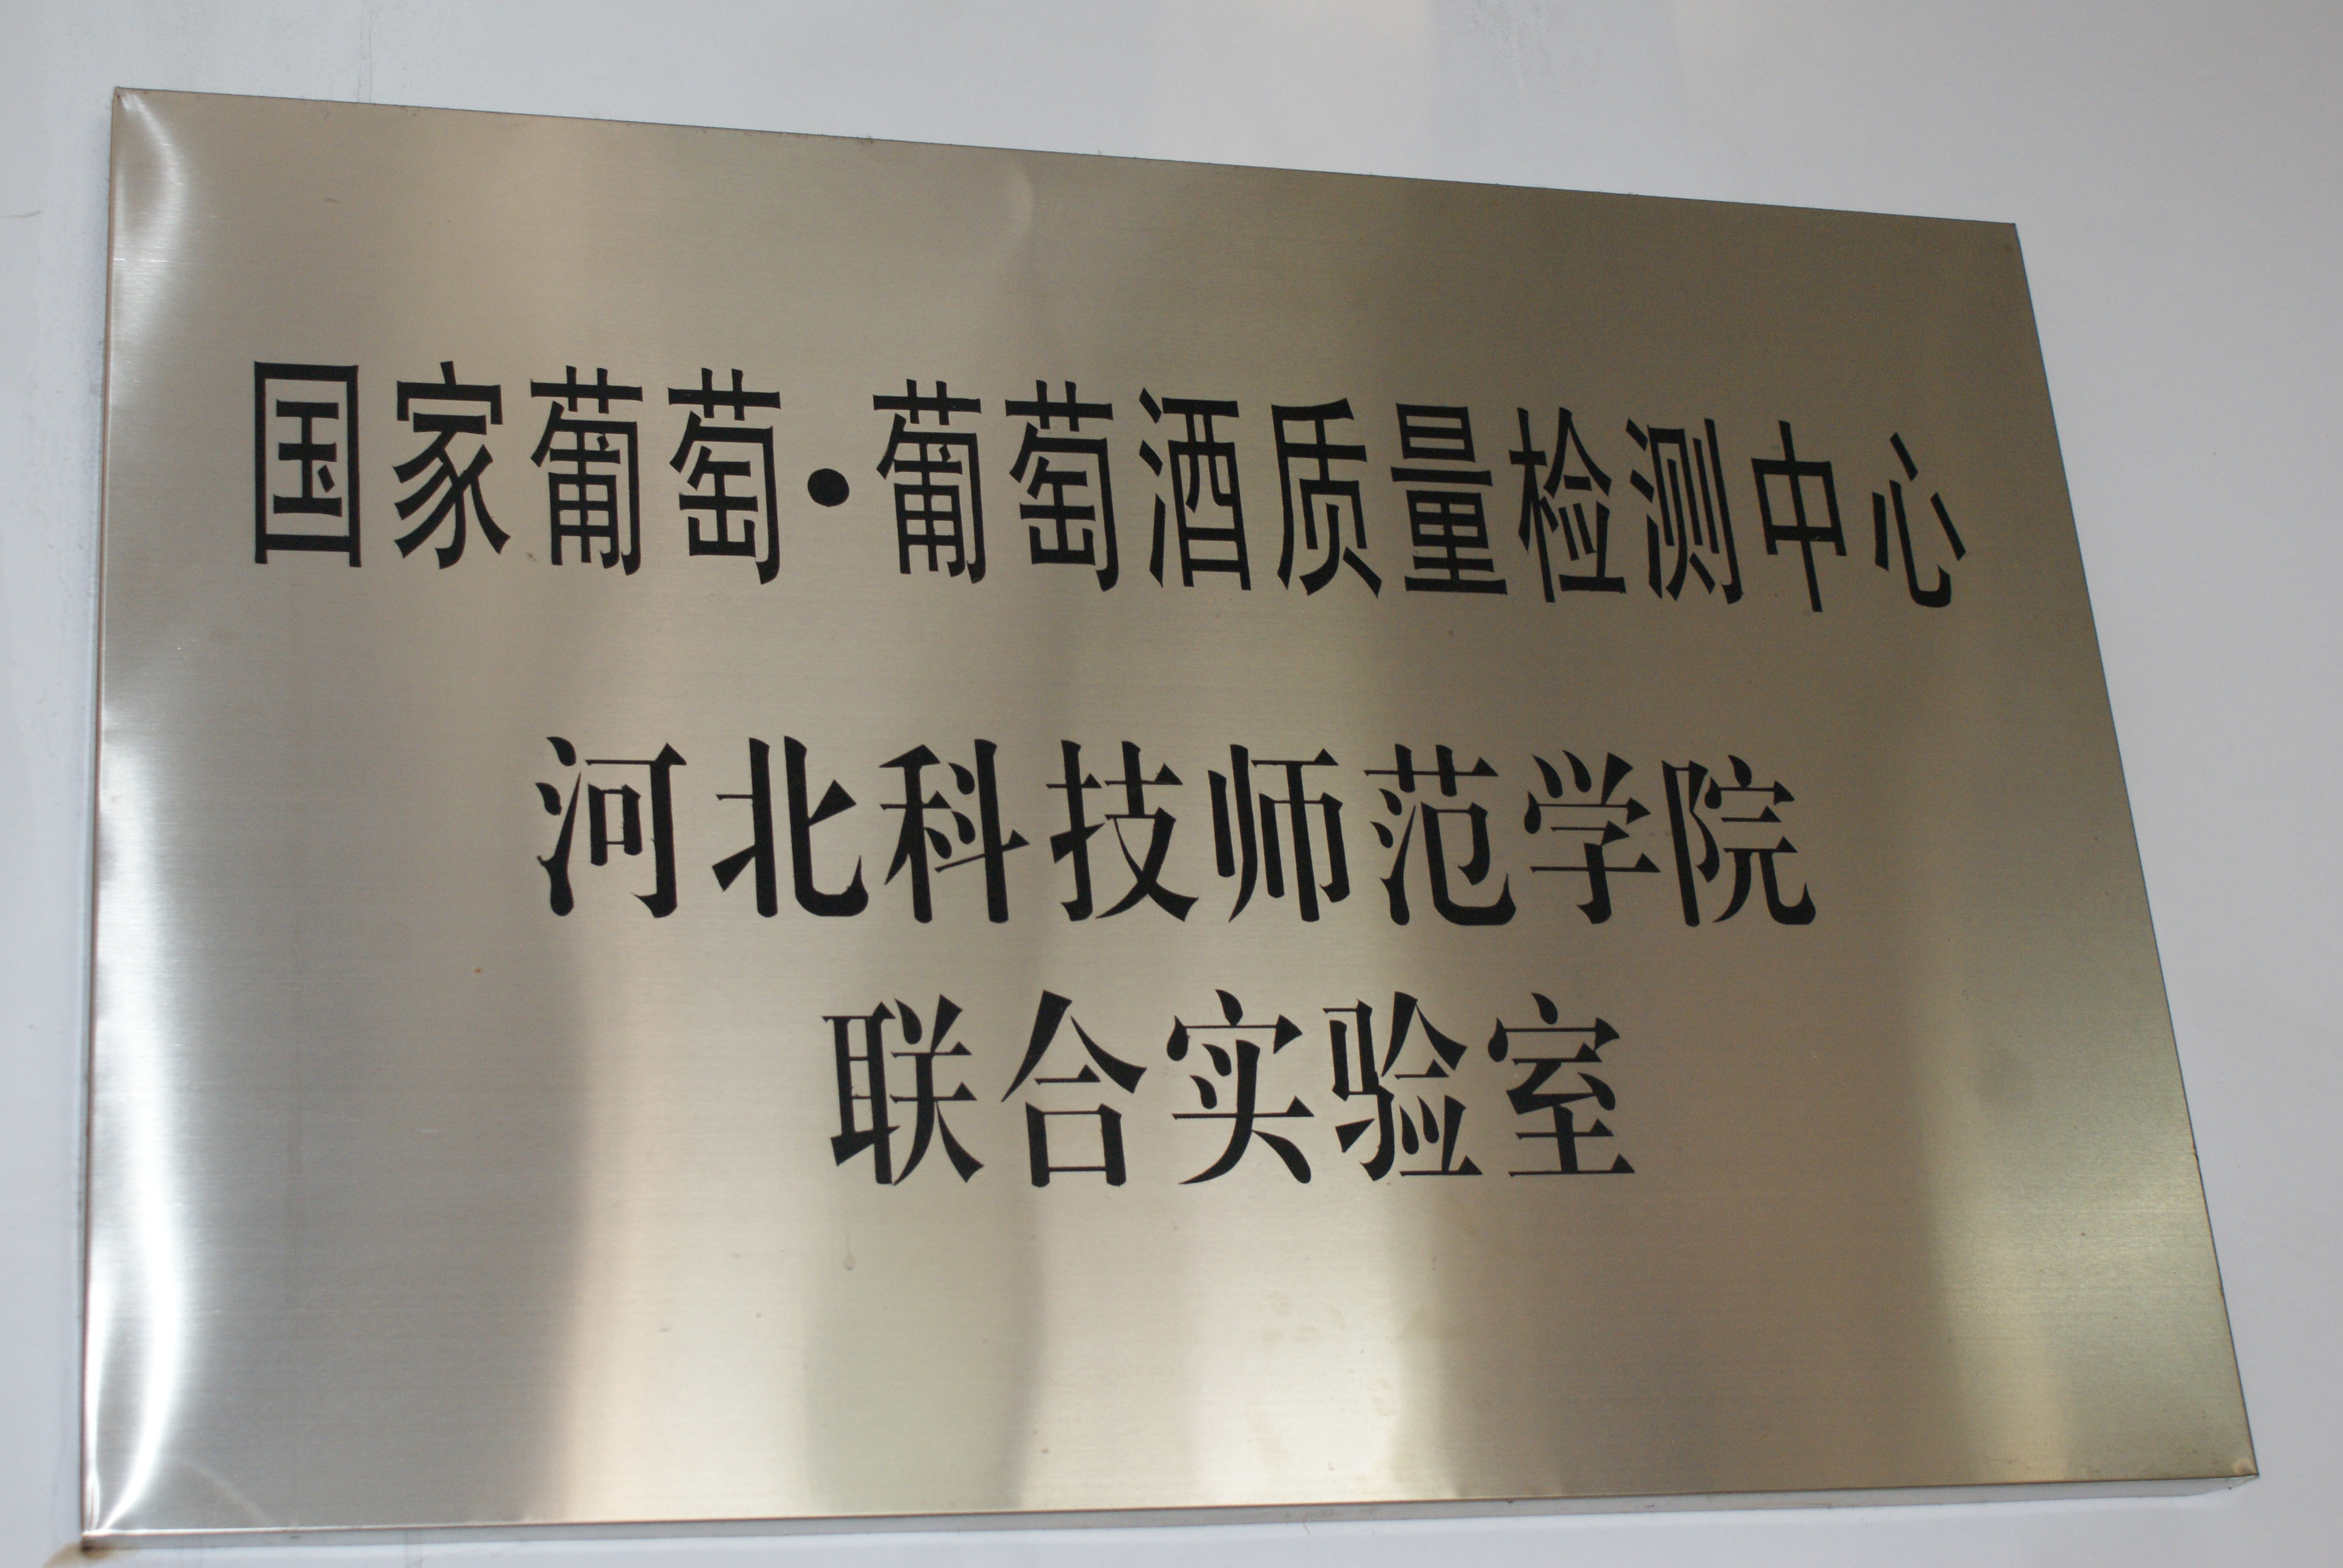 国家葡萄·葡萄酒质量检测中心
河北科技师范学院
联合实验室